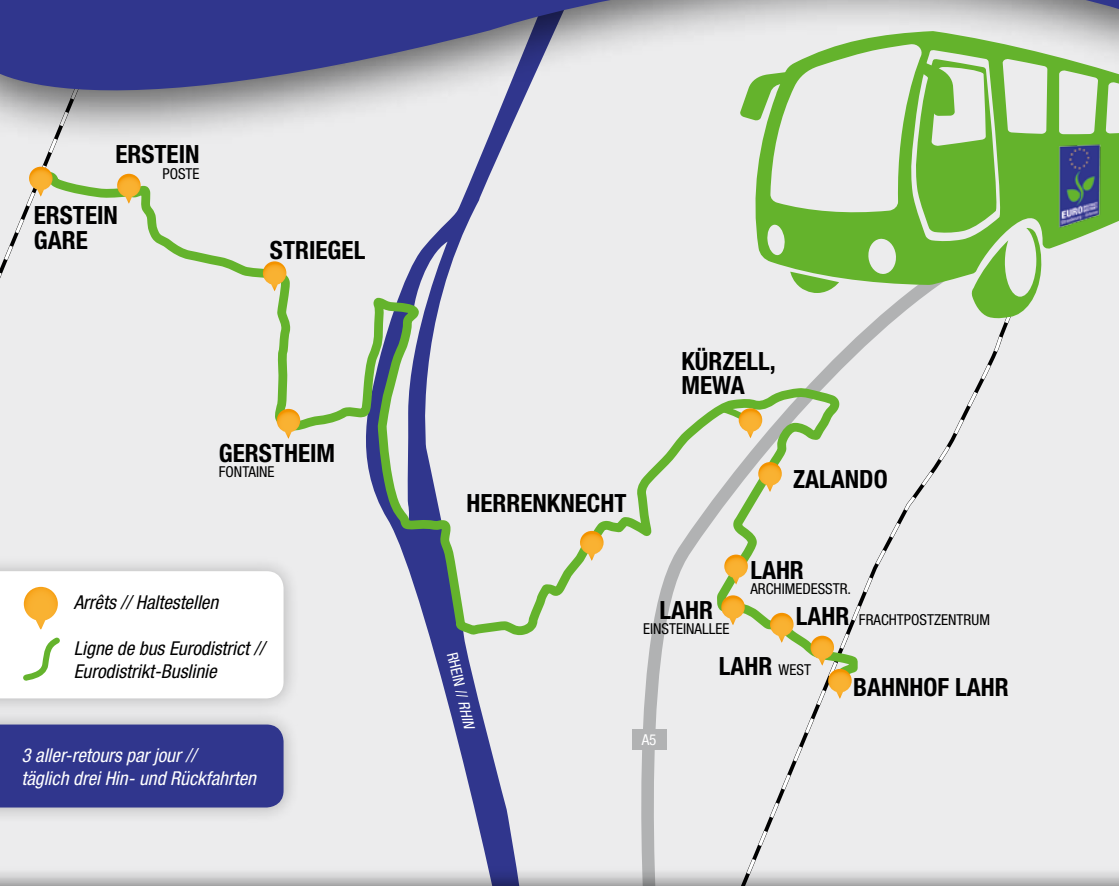 ERSTEIN
POSTE
ERSTEIN
GARE
STRIEGEL
GERSTHEIM
FONTAINE
HERRENKNECHT
KÜRZELL,
MEWA
ZALANDO
LAHR
ARCHIMEDESSTR.
LAHR
EINSTEINALLEE
LAHR FRACHTPOSTZENTRUM
LAHR WEST
BAHNHOF LAHR
RHEIN // RHIN
A5
EURO
Arrêts // Haltestellen
Ligne de bus Eurodistrict //
Eurodistrikt-Buslinie
3 aller-retours par jour //
täglich drei Hin- und Rückfahrten